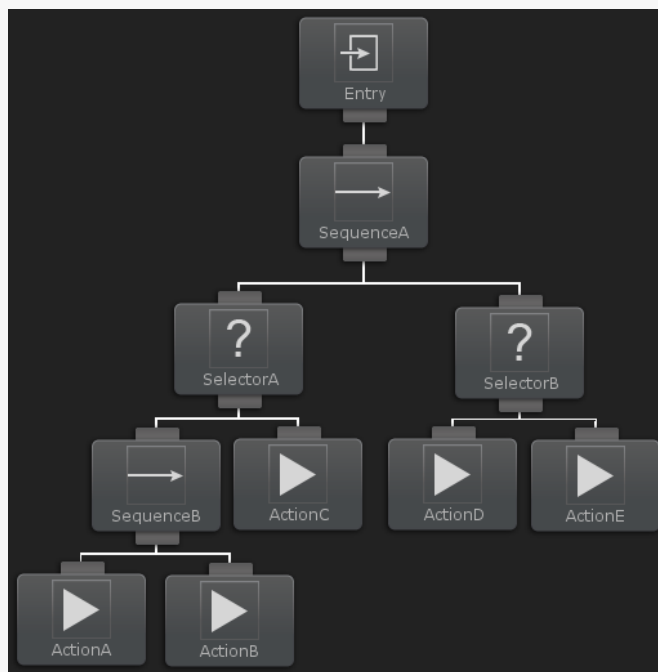 Entry
SequenceA
?
SelectorA
?
SelectorB
SequenceB
ActionC
ActionD
ActionE
ActionA
ActionB